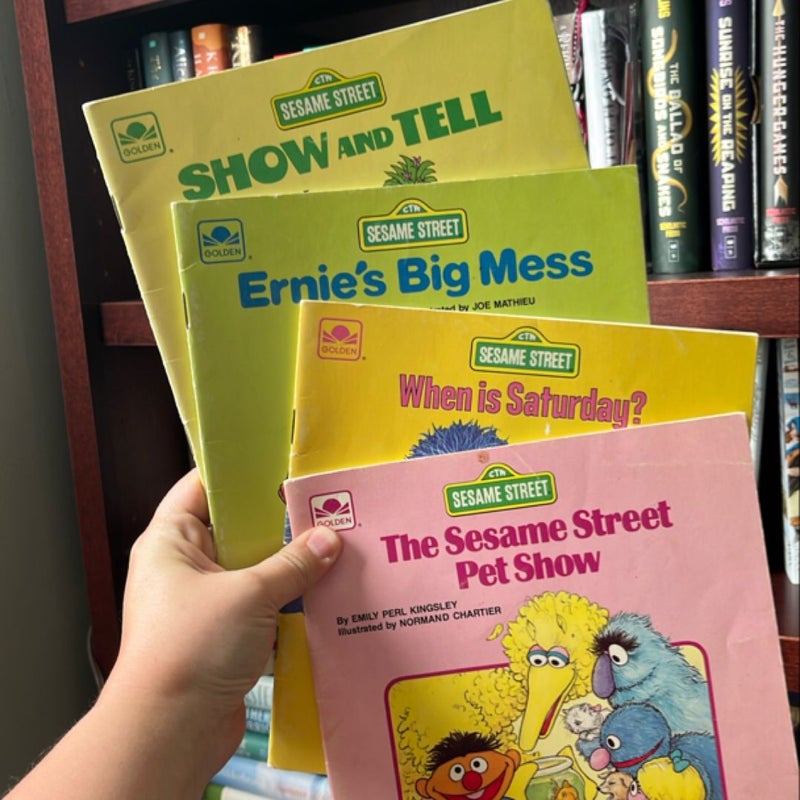 GOLDEN
CTW
SESAME STREET
SHOW AND TELL
GOLDEN
CTW
SESAME STREET
Ernie's Big Mess
by JOE MATHIEU
GOLDEN
CTW
SESAME STREET
When is Saturday?
GOLDEN
CTW
SESAME STREET
The Sesame Street
Pet Show
By EMILY PERL KINGSLEY
Illustrated by NORMAND CHARTIER
THE BALLAD OF
SONGBIRDS AND SNAKES
SUNRISE ON THE REAPING
SCHOLASTIC
PRESS
THE HUNGER GAMES